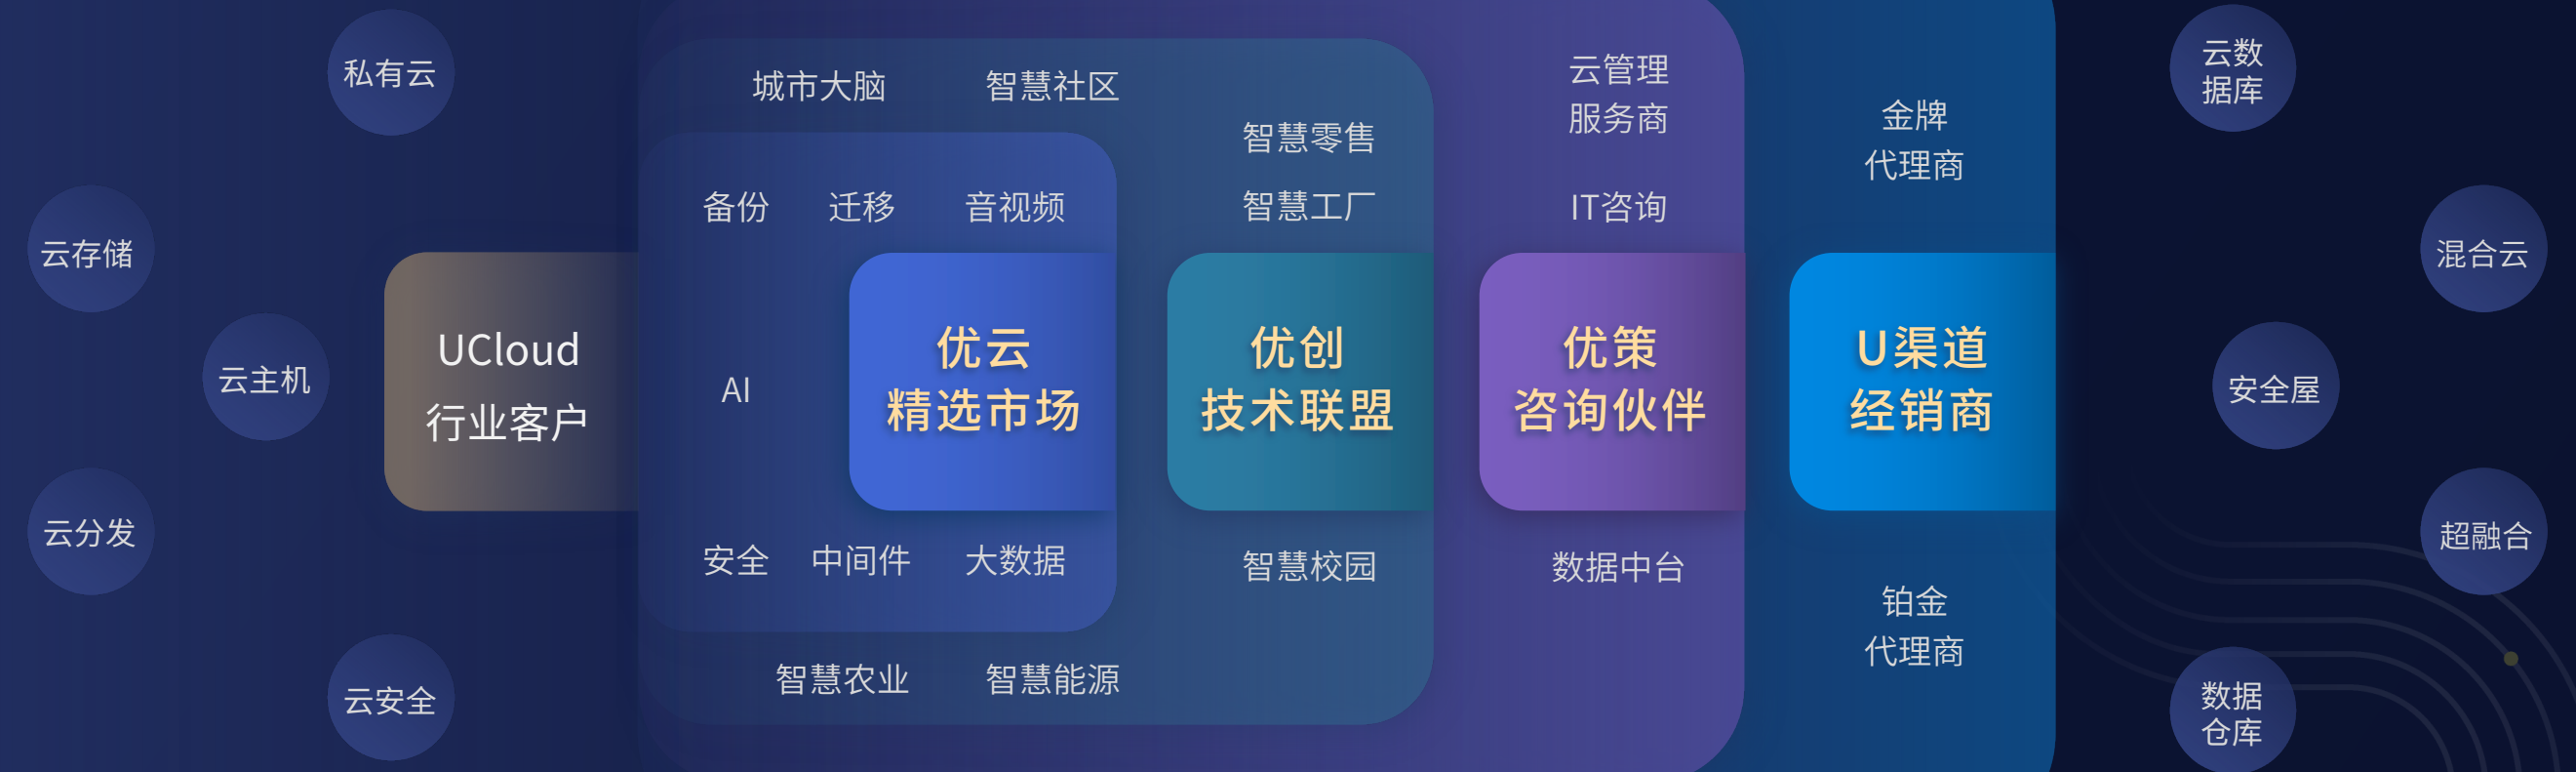 私有云
云存储
云主机
云分发
云安全
UCloud
行业客户
城市大脑
智慧社区
备份
迁移
音视频
AI
优云
精选市场
安全
中间件
大数据
智慧农业
智慧能源
智慧零售
智慧工厂
优创
技术联盟
智慧校园
云管理
服务商
IT咨询
优策
咨询伙伴
数据中台
金牌
代理商
U渠道
经销商
铂金
代理商
云数
据库
混合云
安全屋
超融合
数据
仓库